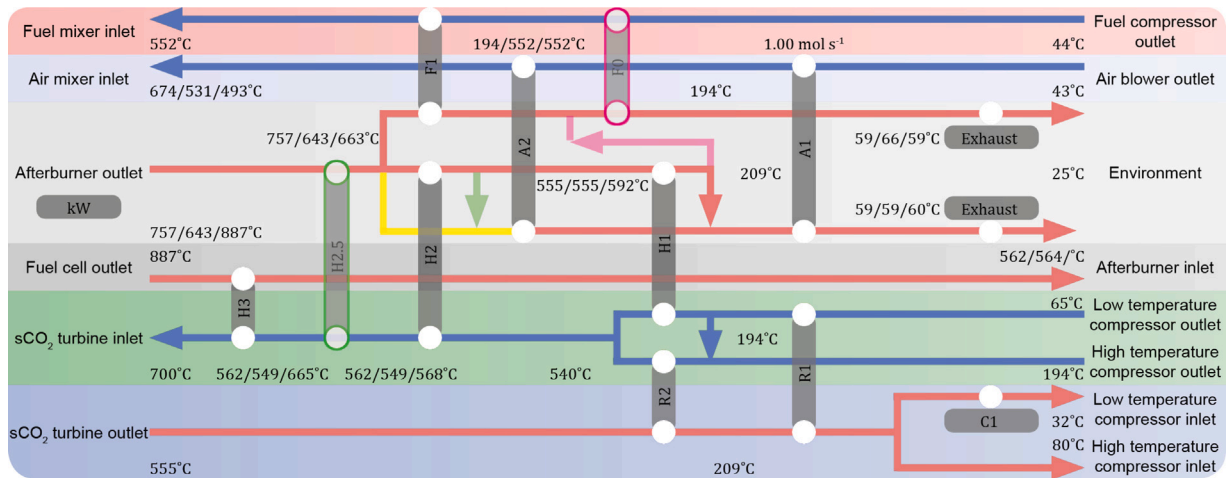 Fuel mixer inlet
552°C
194/552/552°C
1.00 mol s⁻¹
44°C
Fuel compressor
outlet
F1
F0
Air mixer inlet
674/531/493°C
194°C
43°C
Air blower outlet
A2
A1
757/643/663°C
59/66/59°C
Exhaust
Afterburner outlet
kW
555/555/592°C
209°C
25°C
Environment
59/59/60°C
Exhaust
757/643/887°C
H2.5
H2
H1
887°C
Fuel cell outlet
562/564/°C
Afterburner inlet
H3
65°C
Low temperature
compressor outlet
sCO₂ turbine inlet
194°C
High temperature
compressor outlet
700°C
562/549/665°C
562/549/568°C
540°C
194°C
R2
R1
Low temperature
compressor inlet
C1
32°C
sCO₂ turbine outlet
80°C
High temperature
compressor inlet
555°C
209°C